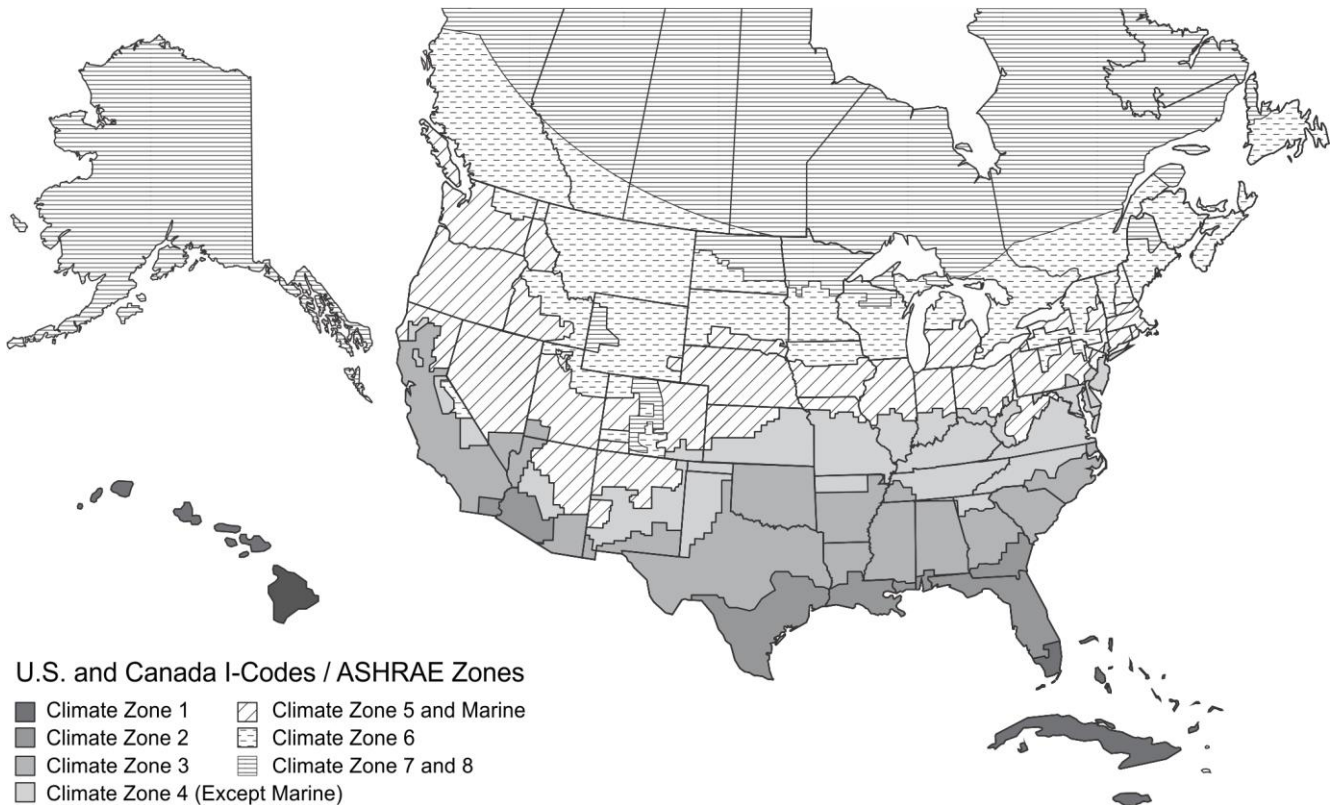 U.S. and Canada I-Codes / ASHRAE Zones
Climate Zone 1
Climate Zone 2
Climate Zone 3
Climate Zone 4 (Except Marine)
Climate Zone 5 and Marine
Climate Zone 6
Climate Zone 7 and 8